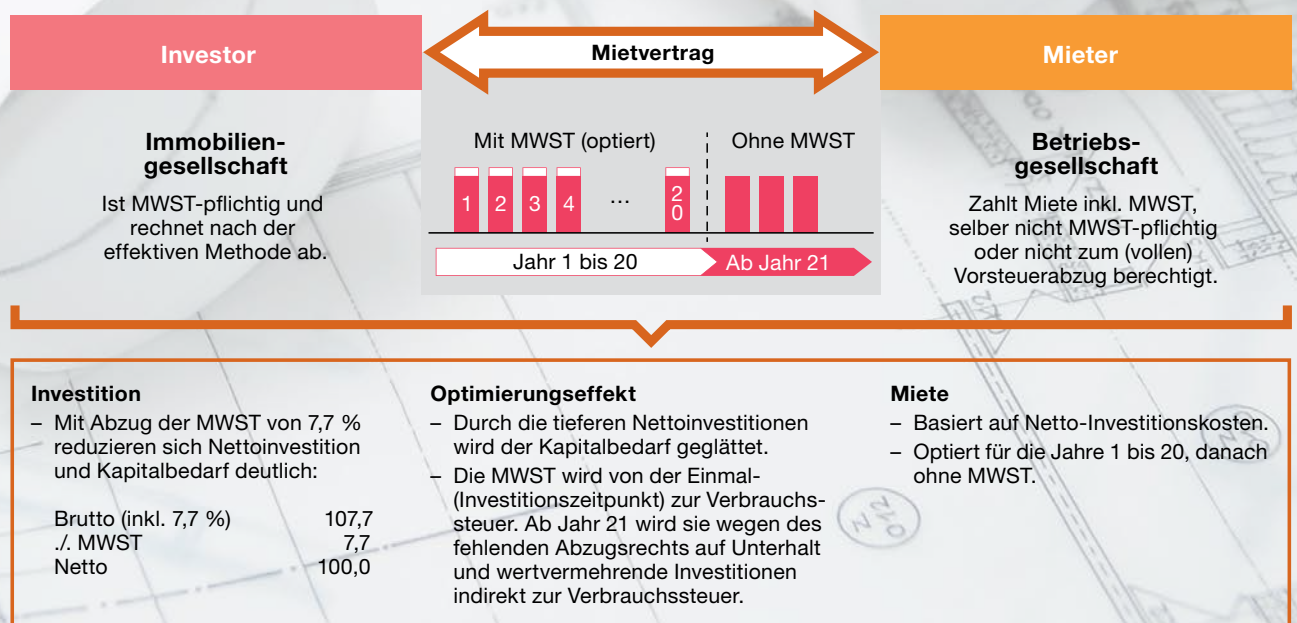 Investor
Mietvertrag
Mieter
Immobilien-
gesellschaft
Ist MWST-pflichtig und
rechnet nach der
effektiven Methode ab.
Mit MWST (optiert)
Ohne MWST
1 2 3 4 ... 20
Jahr 1 bis 20
Ab Jahr 21
Betriebs-
gesellschaft
Zahlt Miete inkl. MWST,
selber nicht MWST-pflichtig
oder nicht zum (vollen)
Vorsteuerabzug berechtigt.
Investition
– Mit Abzug der MWST von 7,7 %
reduzieren sich Nettoinvestition
und Kapitalbedarf deutlich:
Brutto (inkl. 7,7 %) 107,7
./. MWST 7,7
Netto 100,0
Optimierungseffekt
– Durch die tieferen Nettoinvestitionen
wird der Kapitalbedarf geglättet.
– Die MWST wird von der Einmal-
(Investitionszeitpunkt) zur Verbrauchs-
steuer. Ab Jahr 21 wird sie wegen des
fehlenden Abzugsrechts auf Unterhalt
und wertvermehrende Investitionen
indirekt zur Verbrauchssteuer.
Miete
– Basiert auf Netto-Investitionskosten.
– Optiert für die Jahre 1 bis 20, danach
ohne MWST.